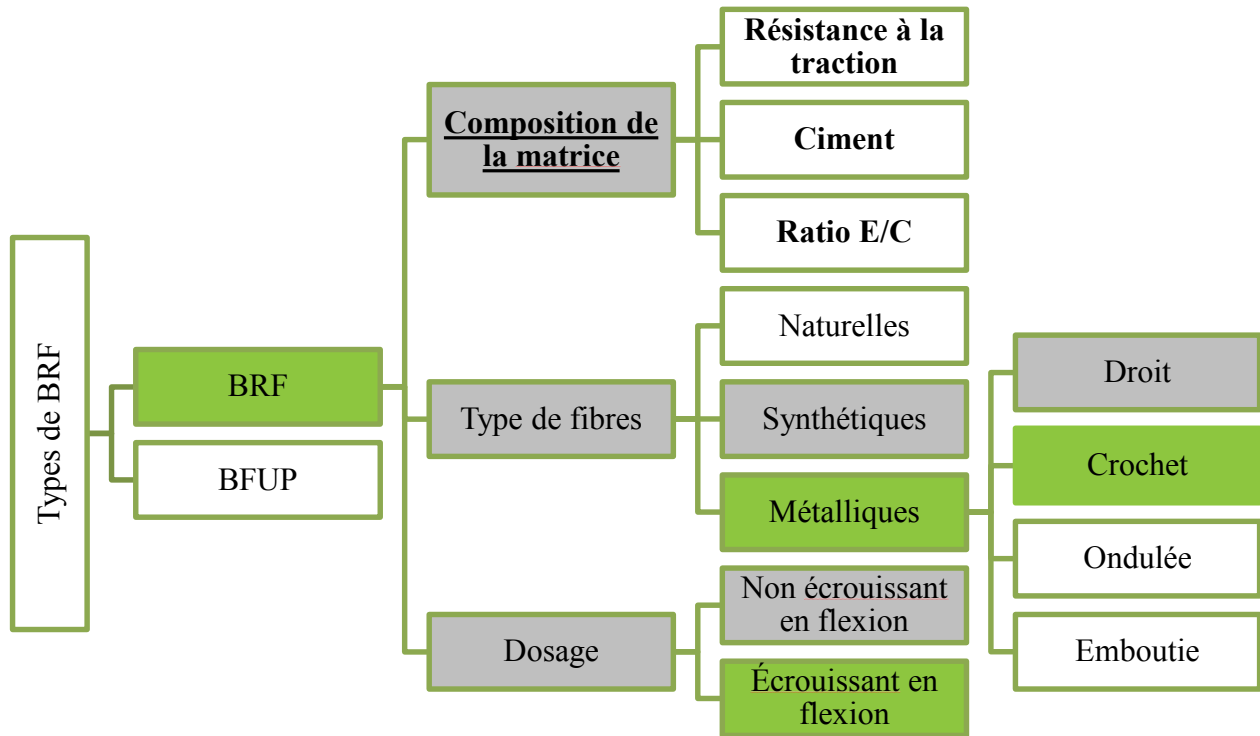 Types de BRF
BRF
BFUP
Composition de
la matrice
Type de fibres
Dosage
Résistance à la
traction
Ciment
Ratio E/C
Naturelles
Synthétiques
Métalliques
Non écrouissant
en flexion
Écrouissant en
flexion
Droit
Crochet
Ondulée
Emboutie